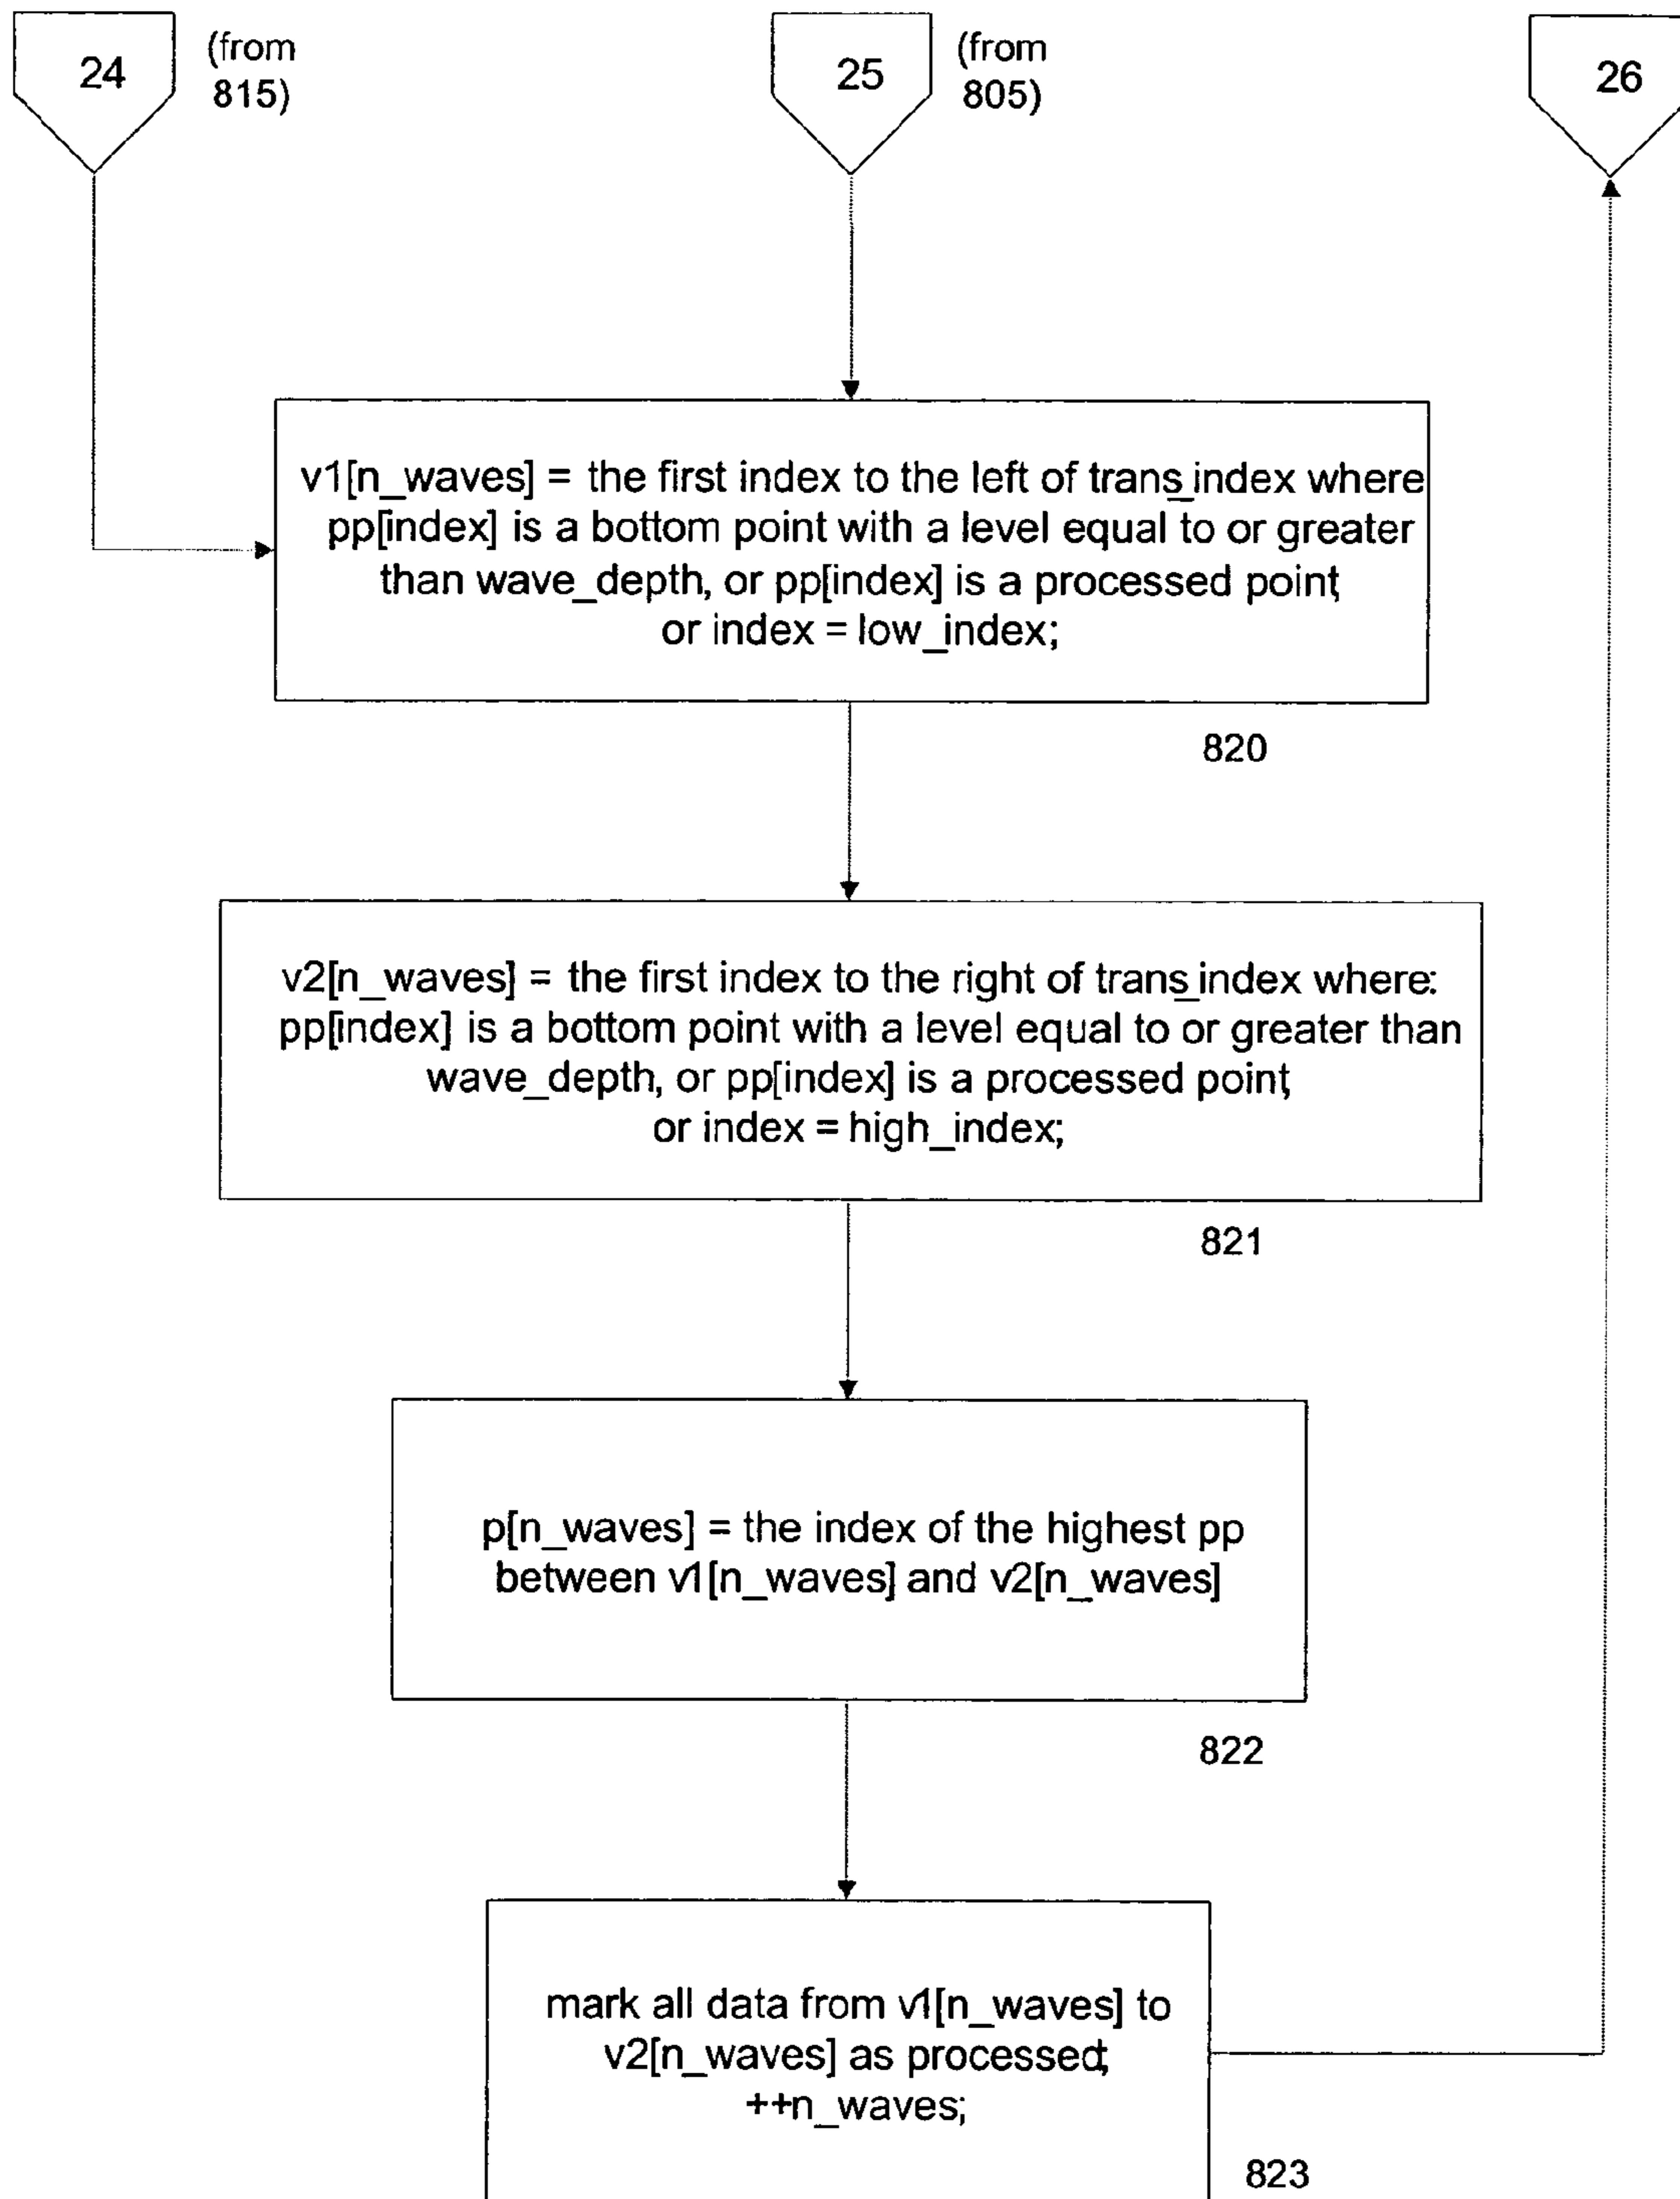 24
(from
815)
25
(from
805)
26
v1[n_waves] = the first index to the left of trans_index where
pp[index] is a bottom point with a level equal to or greater
than wave_depth, or pp[index] is a processed point,
or index = low_index;
820
v2[n_waves] = the first index to the right of trans_index where:
pp[index] is a bottom point with a level equal to or greater than
wave_depth, or pp[index] is a processed point,
or index = high_index;
821
p[n_waves] = the index of the highest pp
between v1[n_waves] and v2[n_waves]
822
mark all data from v1[n_waves] to
v2[n_waves] as processed;
++n_waves;
823